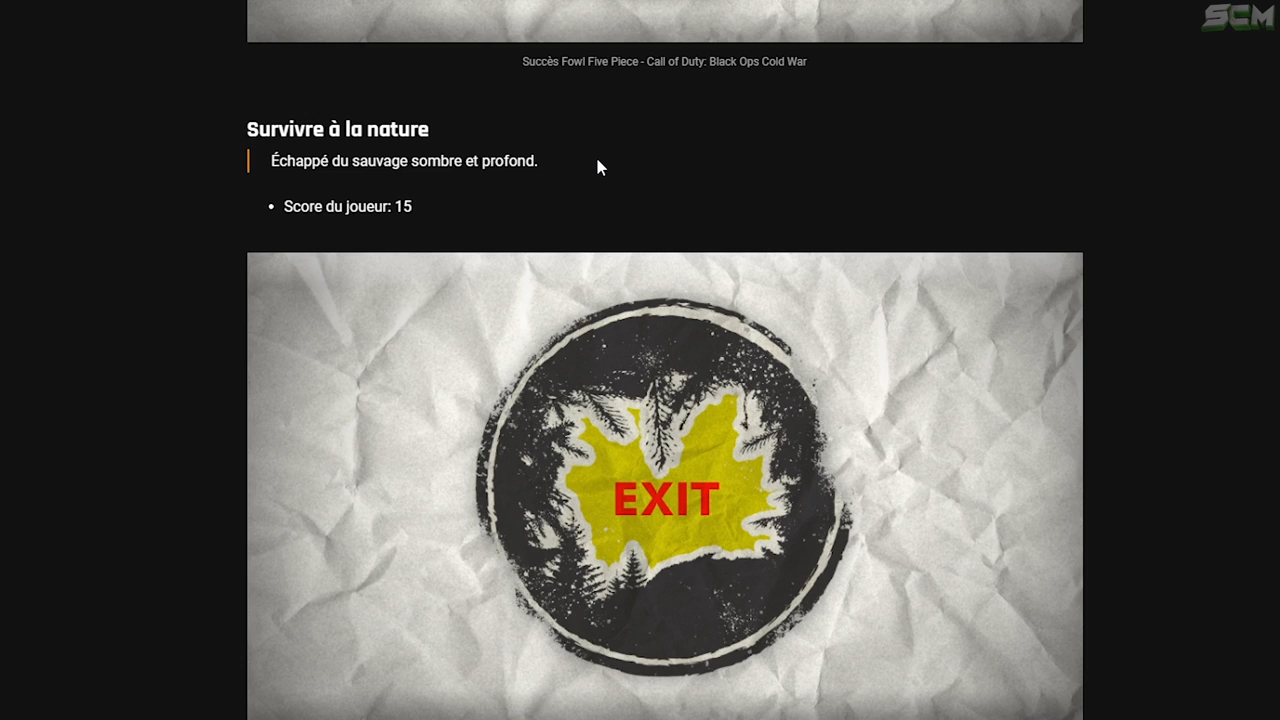 SCM
Succès Fowl Five Piece - Call of Duty: Black Ops Cold War
Survivre à la nature
Échappé du sauvage sombre et profond.
• Score du joueur: 15
EXIT